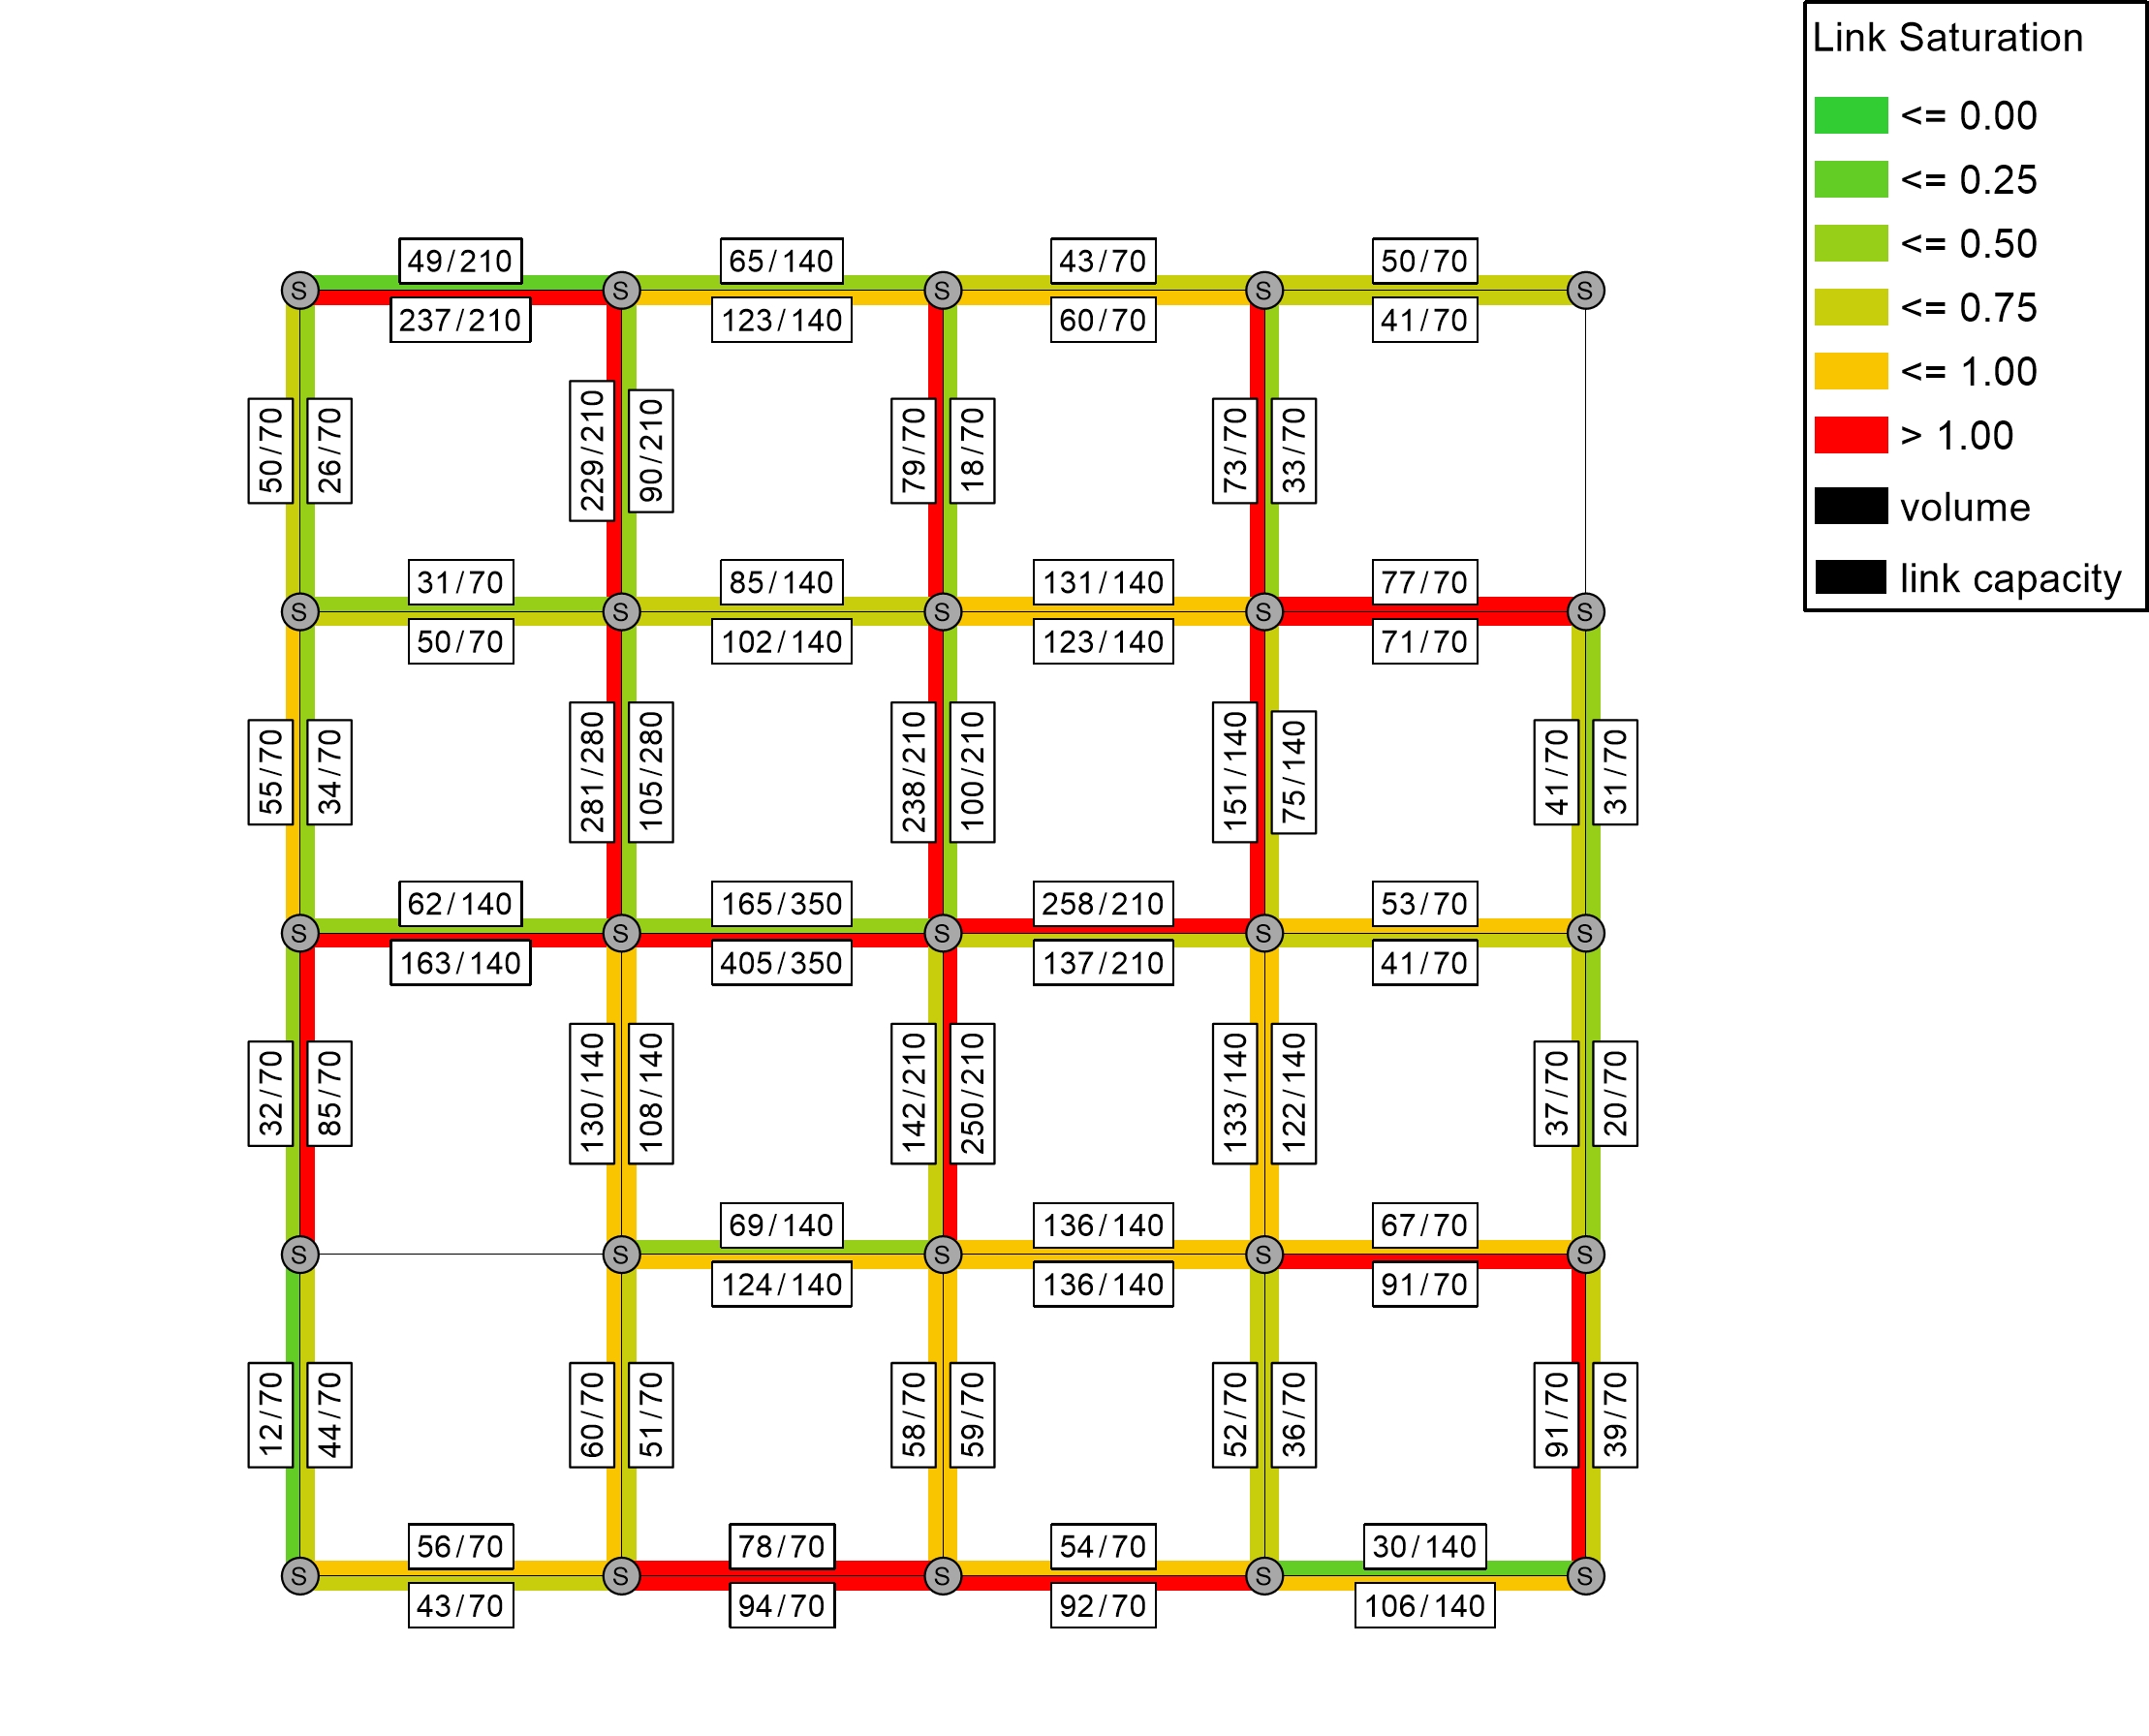 Link Saturation
<= 0.00
<= 0.25
<= 0.50
<= 0.75
<= 1.00
> 1.00
volume
link capacity
49/210 65/140 43/70 50/70
S S S S S
237/210 123/140 60/70 41/70
50/70 26/70 229/210 90/210 79/70 18/70 73/70 33/70
31/70 85/140 131/140 77/70
S S S S S
50/70 102/140 123/140 71/70
55/70 34/70 281/280 105/280 238/210 100/210 151/140 75/140 41/70 31/70
62/140 165/350 258/210 53/70
S S S S S
163/140 405/350 137/210 41/70
32/70 85/70 130/140 108/140 142/210 250/210 133/140 122/140 37/70 20/70
69/140 136/140 67/70
S S S S S
124/140 136/140 91/70
12/70 44/70 60/70 51/70 58/70 59/70 52/70 36/70 91/70 39/70
56/70 78/70 54/70 30/140
S S S S S
43/70 94/70 92/70 106/140